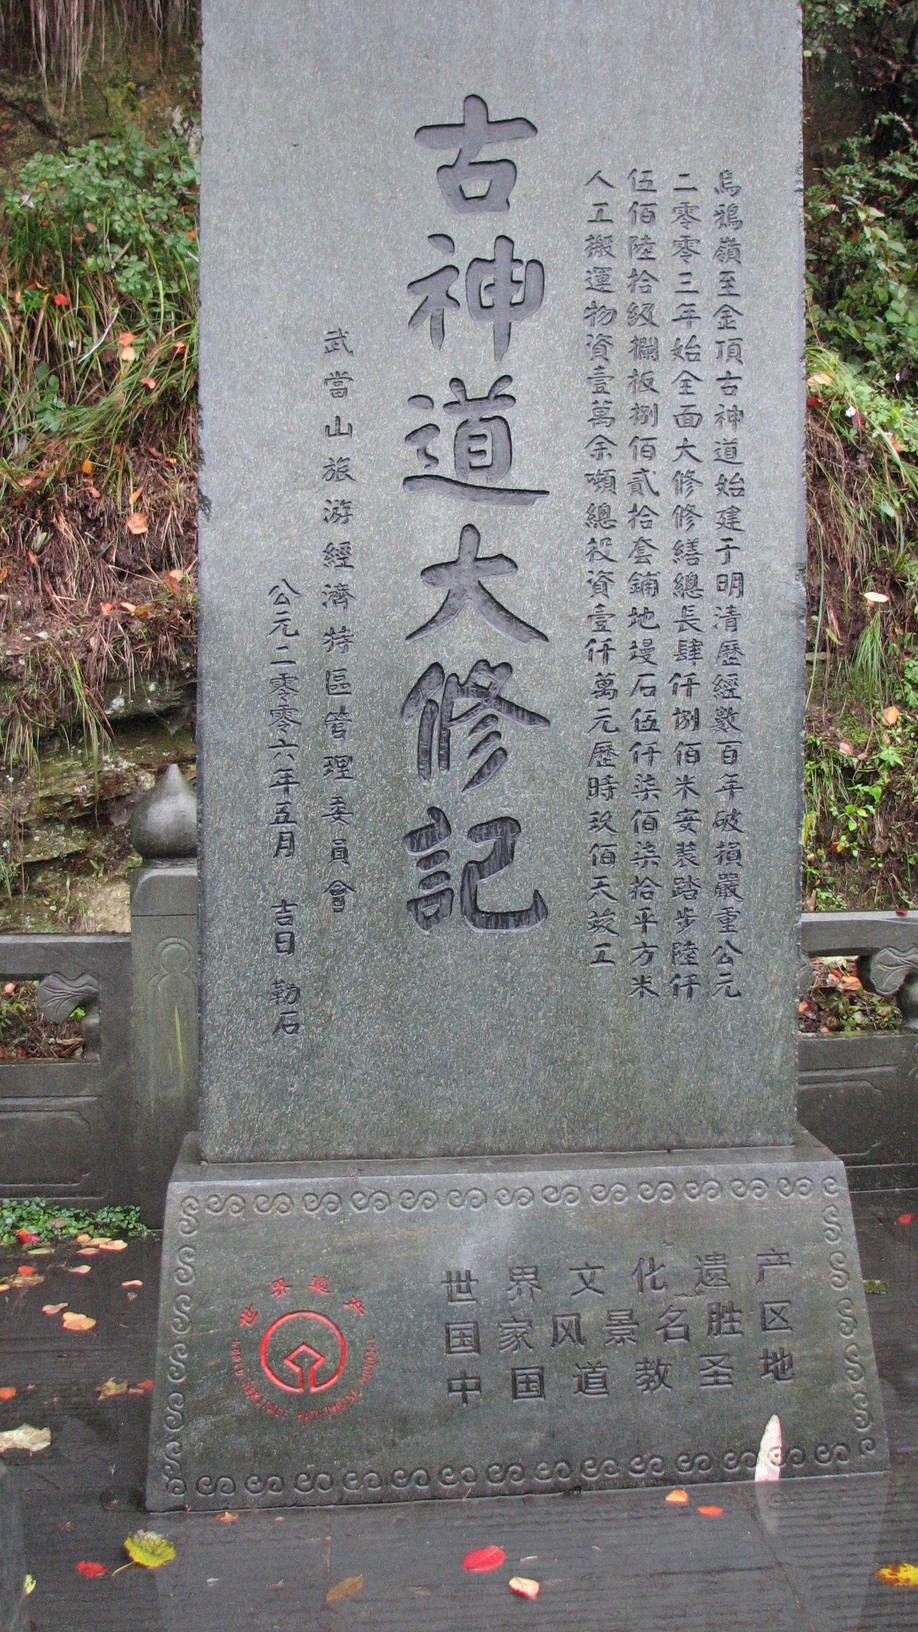 烏鴉嶺至金頂古神道始建于明清歷經數百年破損嚴重公元
二零零三年始全面大修修繕總長肆仟捌佰米安裝踏步陸仟
伍佰陸拾級欄板捌佰貳拾套鋪地墁石伍仟柒佰柒拾平方米
人工搬運物資壹萬余噸總投資壹仟萬元歷時玖佰天竣工
古神道大修記
武當山旅游經濟特區管理委員會
公元二零零六年五月 吉日 勒石
世界遗产
世界文化遗产
国家风景名胜区
中国道教圣地